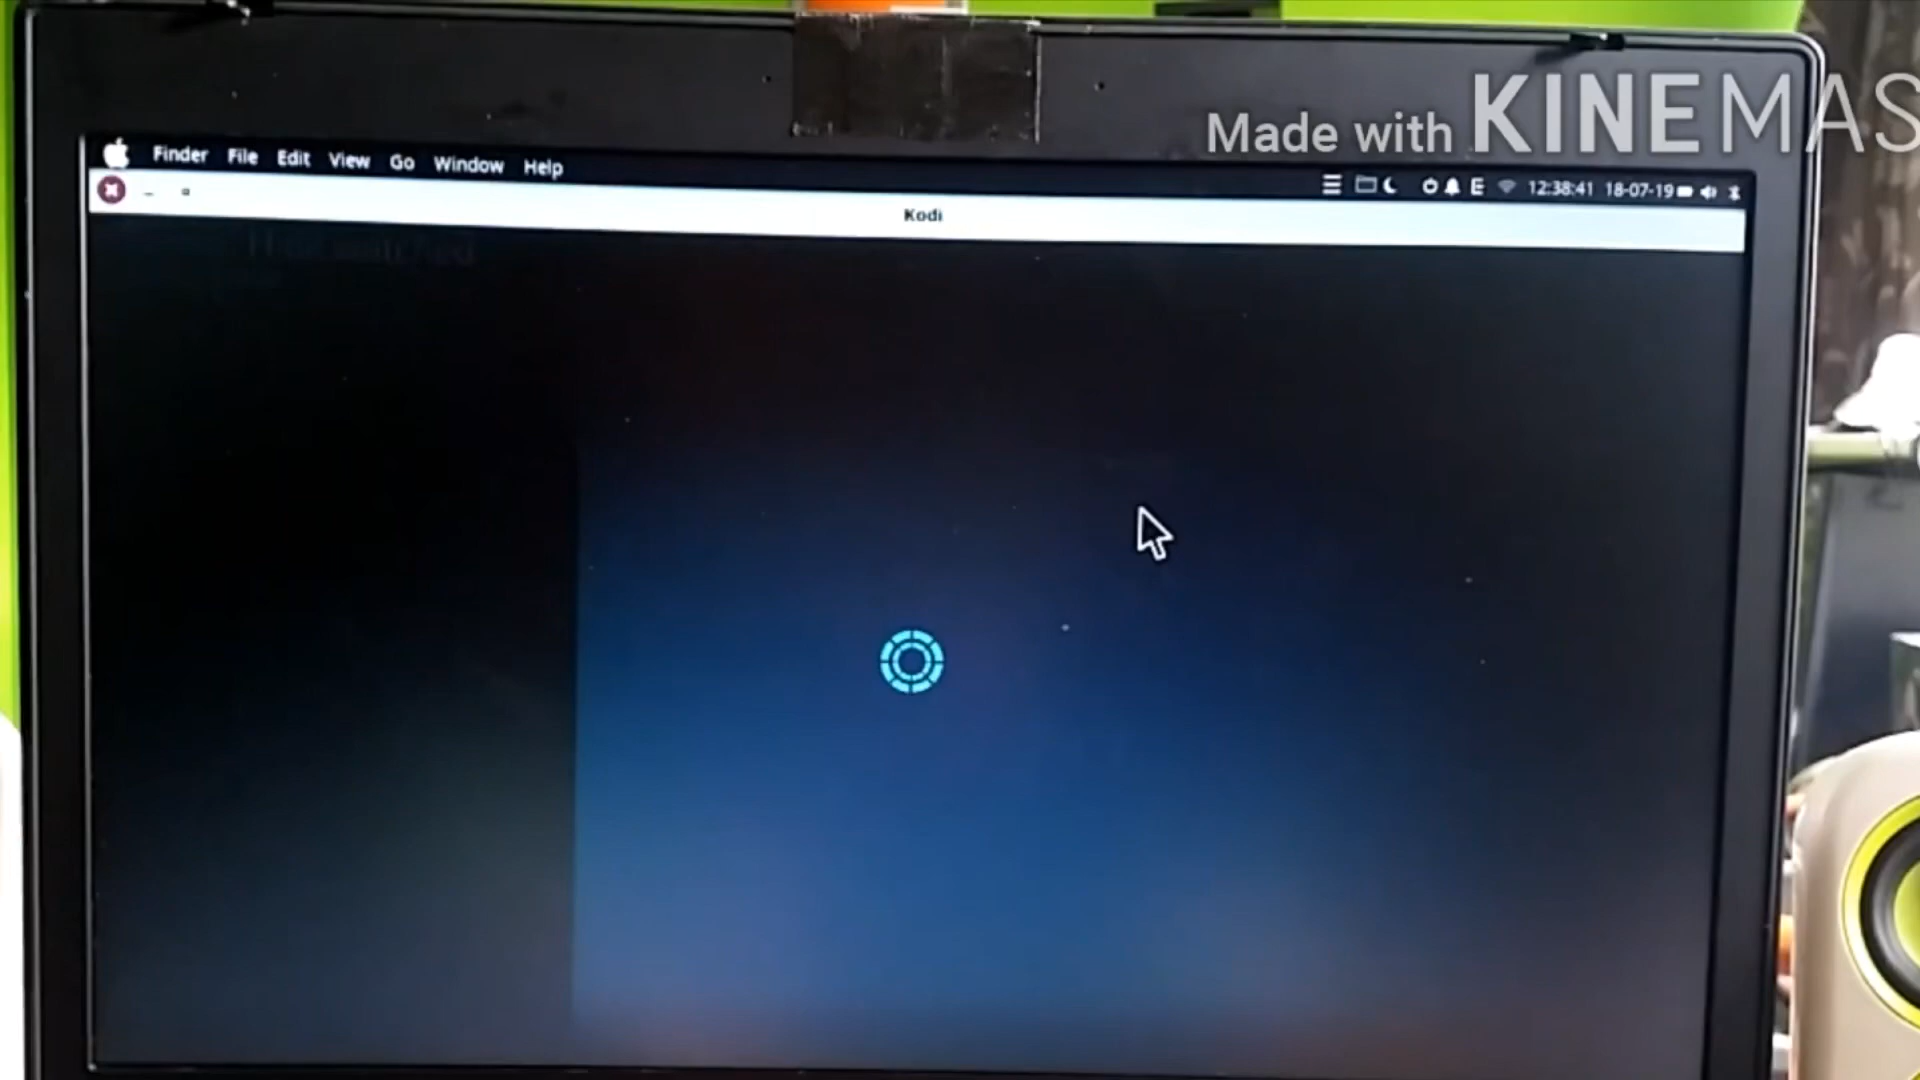 Made with KINEMAS
Finder File Edit View Go Window Help
E 12:38:41 18-07-19
Kodi